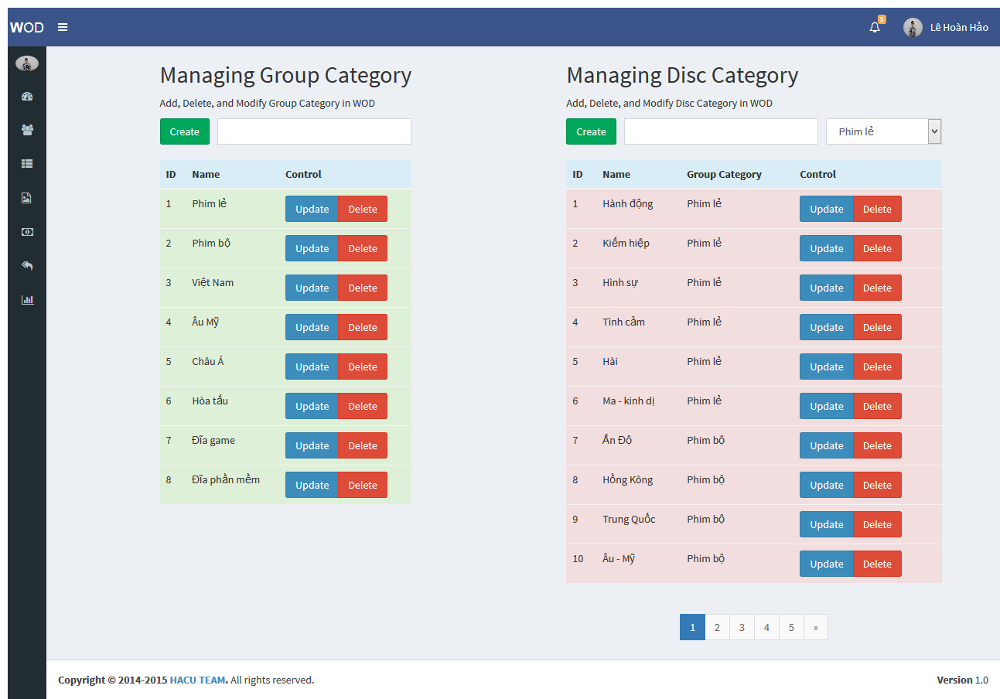 WOD
5
Lê Hoàn Hảo
Managing Group Category
Add, Delete, and Modify Group Category in WOD
Create
ID Name Control
1 Phim lẻ Update Delete
2 Phim bộ Update Delete
3 Việt Nam Update Delete
4 Âu Mỹ Update Delete
5 Châu Á Update Delete
6 Hòa tấu Update Delete
7 Đĩa game Update Delete
8 Đĩa phần mềm Update Delete
Managing Disc Category
Add, Delete, and Modify Disc Category in WOD
Create Phim lẻ
ID Name Group Category Control
1 Hành động Phim lẻ Update Delete
2 Kiếm hiệp Phim lẻ Update Delete
3 Hình sự Phim lẻ Update Delete
4 Tình cảm Phim lẻ Update Delete
5 Hài Phim lẻ Update Delete
6 Ma - kinh dị Phim lẻ Update Delete
7 Ấn Độ Phim bộ Update Delete
8 Hồng Kông Phim bộ Update Delete
9 Trung Quốc Phim bộ Update Delete
10 Âu - Mỹ Phim bộ Update Delete
1 2 3 4 5 »
Copyright © 2014-2015 HACU TEAM. All rights reserved.
Version 1.0